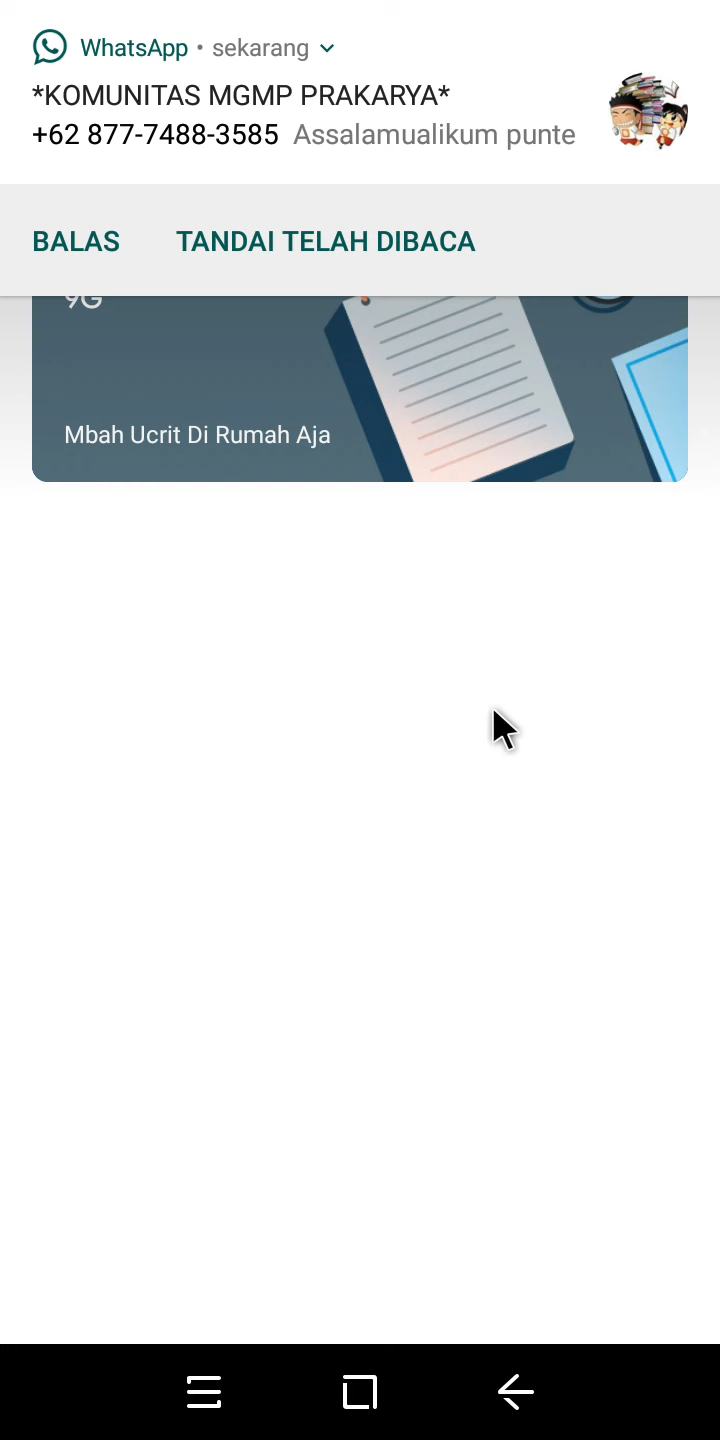 WhatsApp • sekarang
*KOMUNITAS MGMP PRAKARYA*
+62 877-7488-3585 Assalamualikum punte
BALAS TANDAI TELAH DIBACA
9G
Mbah Ucrit Di Rumah Aja